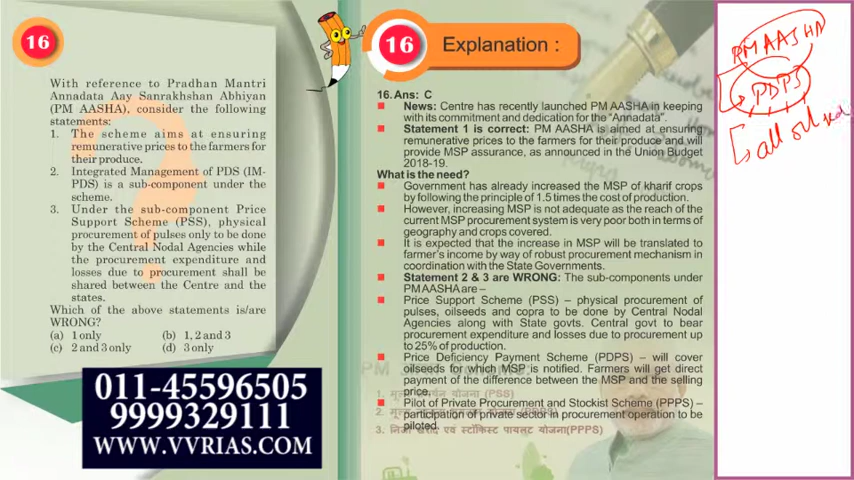 16
With reference to Pradhan Mantri
Annadata Aay Sanrakshan Abhiyan
(PM AASHA), consider the following
statements:
1. The scheme aims at ensuring
remunerative prices to the farmers for
their produce.
2. Integrated Management of PDS (IM-
PDS) is a sub-component under the
scheme.
3. Under the sub-component Price
Support Scheme (PSS), physical
procurement of pulses only to be done
by the Central Nodal Agencies while
the procurement expenditure and
losses due to procurement shall be
shared between the Centre and the
states.
Which of the above statements is/are
WRONG?
(a) 1 only (b) 1, 2 and 3
(c) 2 and 3 only (d) 3 only
011-45596505
9999329111
WWW.VVRIAS.COM
16 Explanation :
16. Ans: C
News: Centre has recently launched PM AASHA in keeping
with its commitment and dedication for the "Annadata".
Statement 1 is correct: PM AASHA is aimed at ensuring
remunerative prices to the farmers for their produce and will
provide MSP assurance, as announced in the Union Budget
2018-19.
What is the need?
Government has already increased the MSP of kharif crops
by following the principle of 1.5 times the cost of production.
However, increasing MSP is not adequate as the reach of the
current MSP procurement system is very poor both in terms of
geography and crops covered.
It is expected that the increase in MSP will be translated to
farmer's income by way of robust procurement mechanism in
coordination with the State Governments.
Statement 2 & 3 are WRONG: The sub-components under
PM AASHA are –
Price Support Scheme (PSS) – physical procurement of
pulses, oilseeds and copra to be done by Central Nodal
Agencies along with State govts. Central govt to bear
procurement expenditure and losses due to procurement up
to 25% of production.
Price Deficiency Payment Scheme (PDPS) – will cover
oilseeds for which MSP is notified. Farmers will get direct
payment of the difference between the MSP and the selling
price.
Pilot of Private Procurement and Stockist Scheme (PPPS) –
participation of private sector in procurement operation to be
piloted.
(PSS)
2.
3. निजी खरीद एवं स्टॉकिस्ट पायलट योजना(PPPS)
PM AASHA
PDPS
all oil